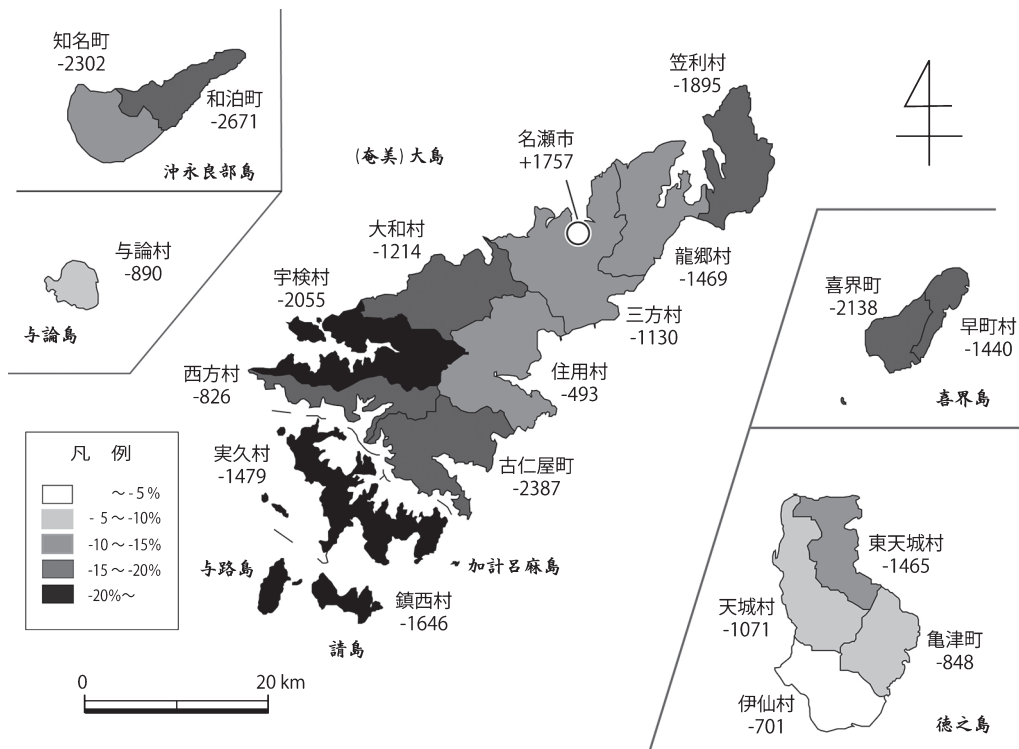 知名町
-2302
和泊町
-2671
沖永良部島
与論村
-890
与論島
(奄美)大島
笠利村
-1895
名瀬市
+1757
大和村
-1214
宇検村
-2055
龍郷村
-1469
三方村
-1130
西方村
-826
住用村
-493
実久村
-1479
古仁屋町
-2387
与路島
加計呂麻島
鎮西村
-1646
請島
喜界町
-2138
早町村
-1440
喜界島
東天城村
-1465
天城村
-1071
亀津町
-848
伊仙村
-701
徳之島
凡 例
～-5%
-5～-10%
-10～-15%
-15～-20%
-20%～
0 20 km